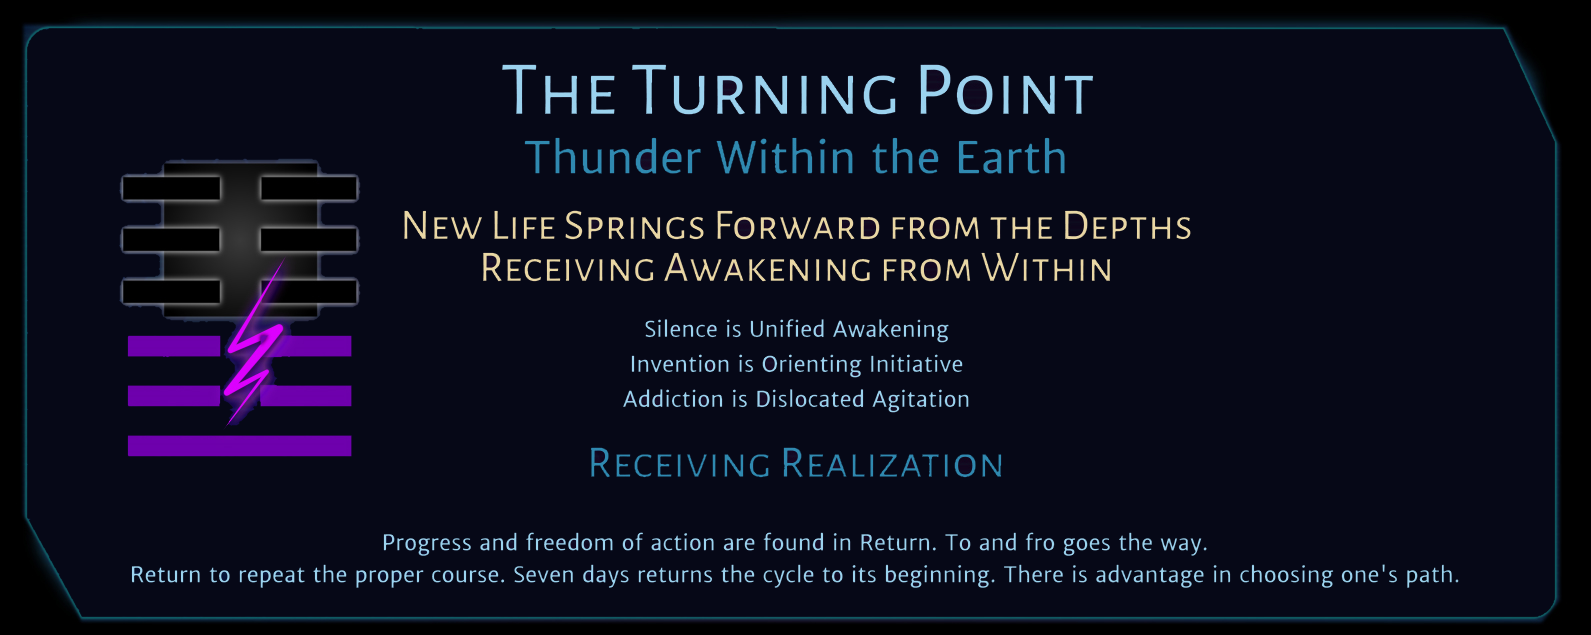 The Turning Point
Thunder Within the Earth
New Life Springs Forward from the Depths
Receiving Awakening from Within
Silence is Unified Awakening
Invention is Orienting Initiative
Addiction is Dislocated Agitation
Receiving Realization
Progress and freedom of action are found in Return. To and fro goes the way.
Return to repeat the proper course. Seven days returns the cycle to its beginning. There is advantage in choosing one's path.